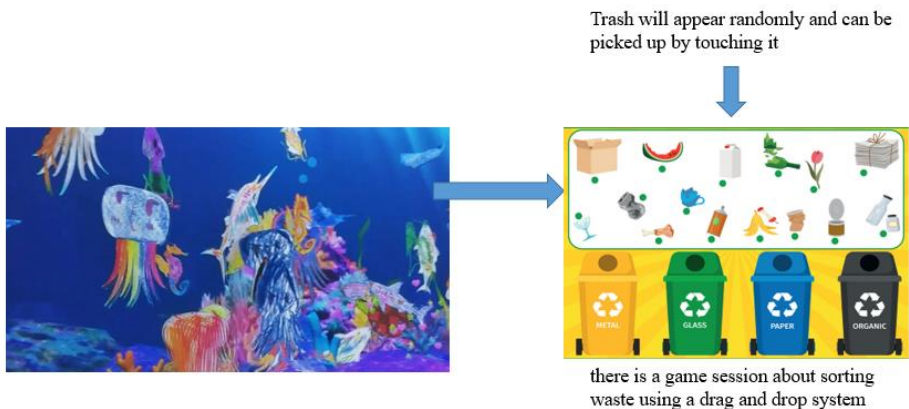 Trash will appear randomly and can be
picked up by touching it
METAL
GLASS
PAPER
ORGANIC
there is a game session about sorting
waste using a drag and drop system